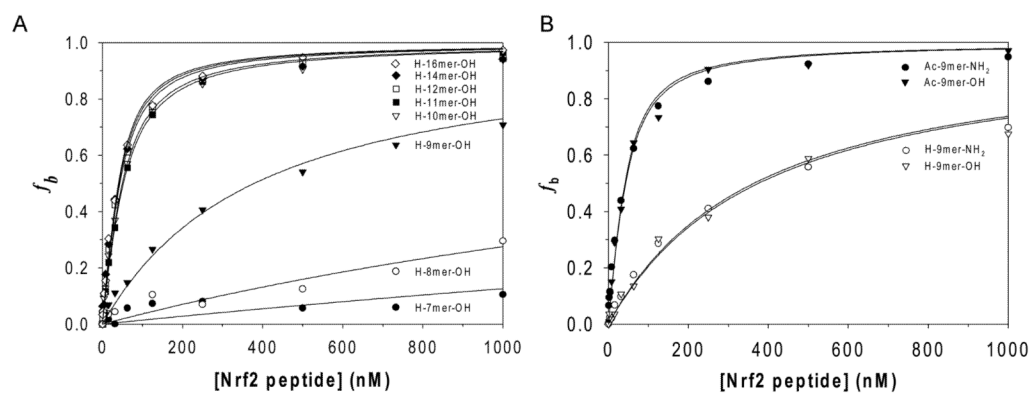 A
B
1.0
0.8
0.6
0.4
0.2
0.0
f_b
H-16mer-OH
H-14mer-OH
H-12mer-OH
H-11mer-OH
H-10mer-OH
H-9mer-OH
H-8mer-OH
H-7mer-OH
0 200 400 600 800 1000
[Nrf2 peptide] (nM)
1.0
0.8
0.6
0.4
0.2
0.0
f_b
Ac-9mer-NH₂
Ac-9mer-OH
H-9mer-NH₂
H-9mer-OH
0 200 400 600 800 1000
[Nrf2 peptide] (nM)